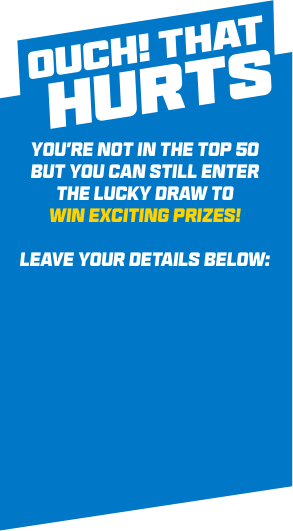 OUCH! THAT
HURTS
YOU'RE NOT IN THE TOP 50
BUT YOU CAN STILL ENTER
THE LUCKY DRAW TO
WIN EXCITING PRIZES!
LEAVE YOUR DETAILS BELOW: